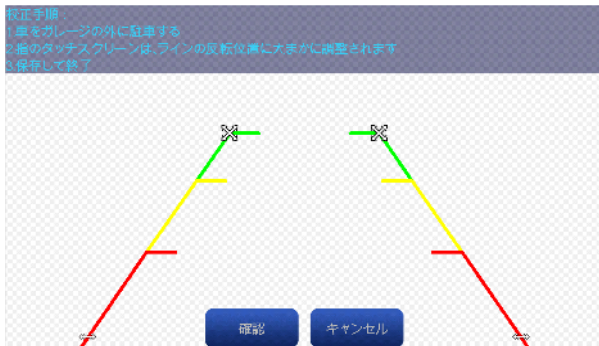 校正手順：
1.車をガレージの外に駐車する
2.指のタッチスクリーンは、ラインの反転位置に大まかに調整されます
3.保存して終了
確認
キャンセル